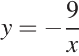 y = −9/x